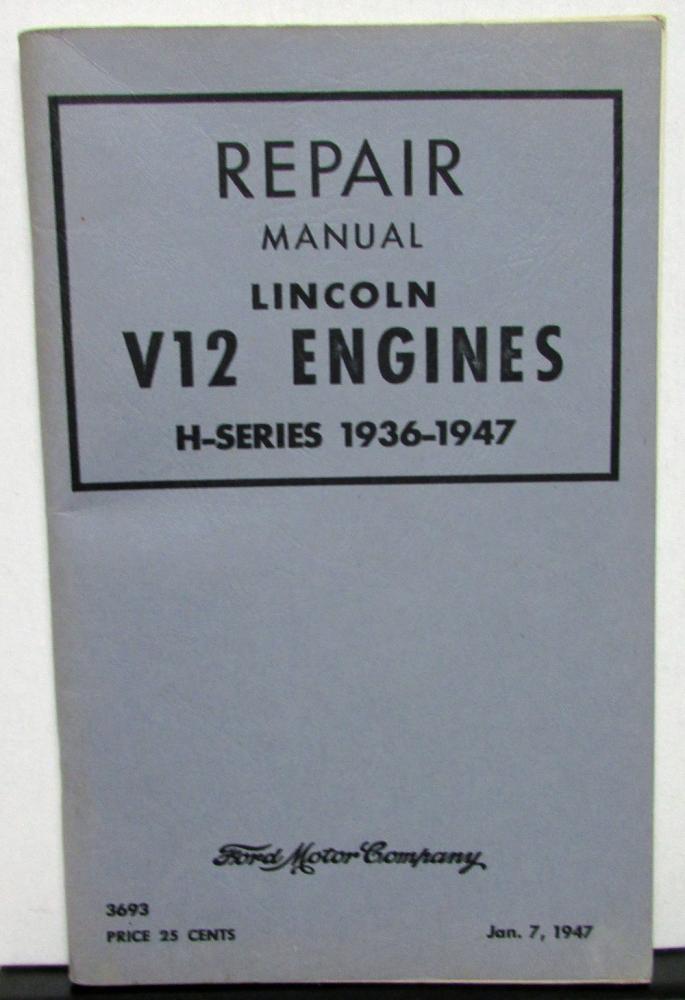 REPAIR
MANUAL
LINCOLN
V12 ENGINES
H-SERIES 1936-1947
Ford Motor Company
3693
PRICE 25 CENTS
Jan. 7, 1947